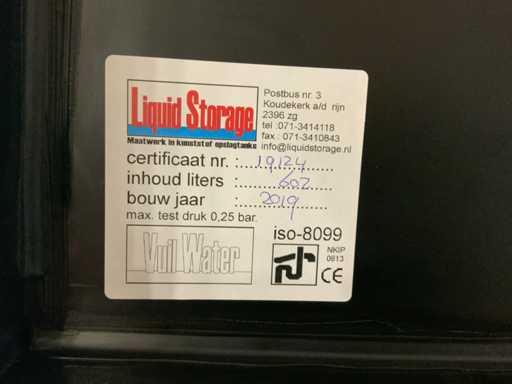 Liquid Storage
Maatwerk in kunststof opslagtanks
Postbus nr. 3
Koudekerk a/d rijn
2396 zg
tel :071-3414118
fax : 071-3410843
info@liquidstorage.nl
certificaat nr. :....19124....
inhoud liters :....602....
bouw jaar :....2019....
max. test druk 0,25 bar.
iso-8099
Vuil Water
NKIP
0613
CE